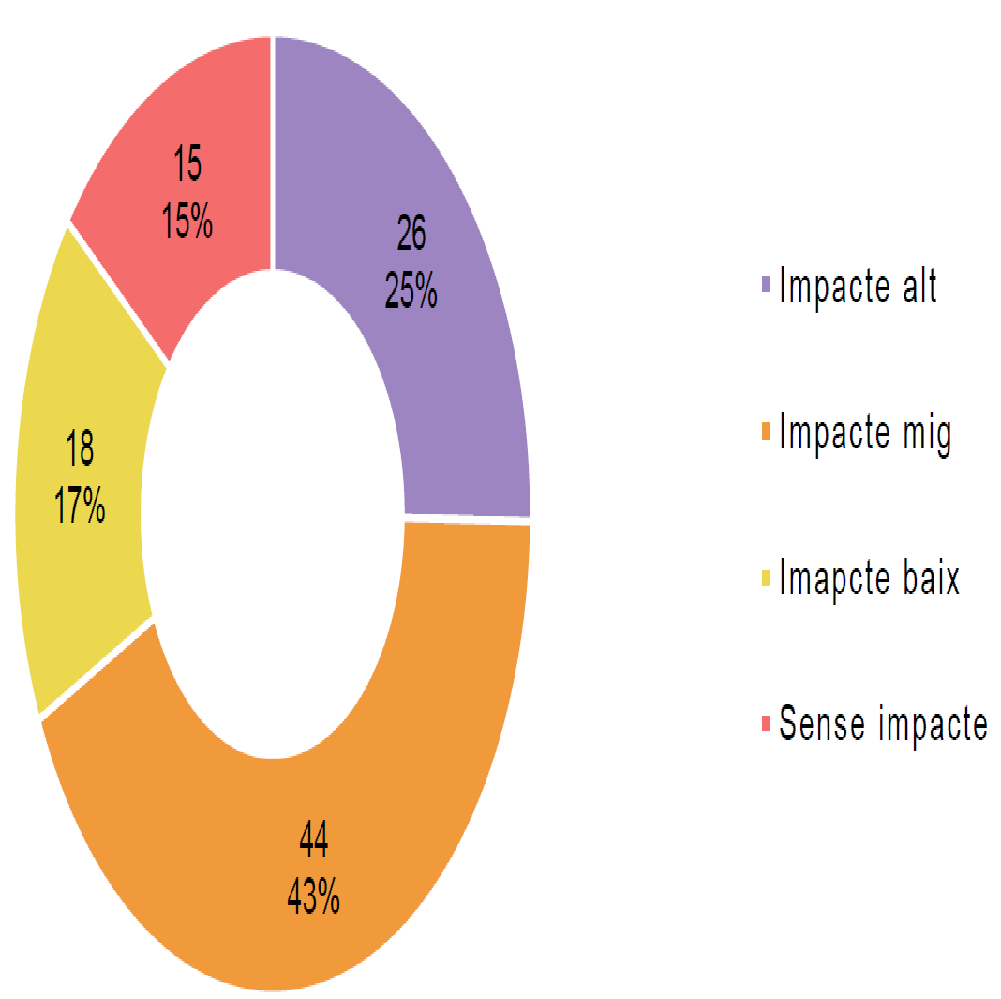 15
15%
26
25%
18
17%
44
43%
Impacte alt
Impacte mig
Imapcte baix
Sense impacte